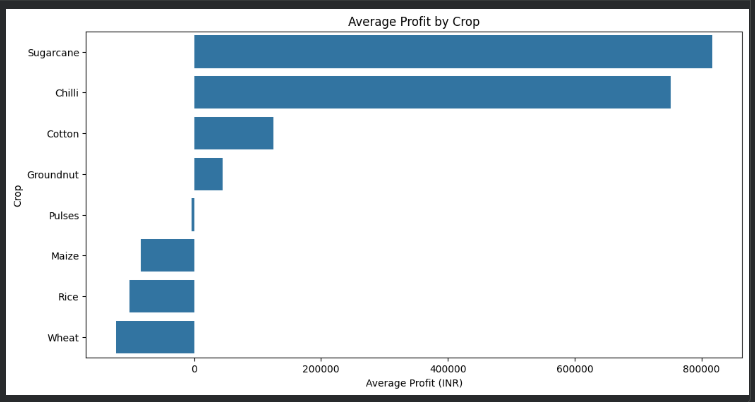 Average Profit by Crop
Sugarcane
Chilli
Cotton
Groundnut
Pulses
Maize
Rice
Wheat
Crop
0 200000 400000 600000 800000
Average Profit (INR)